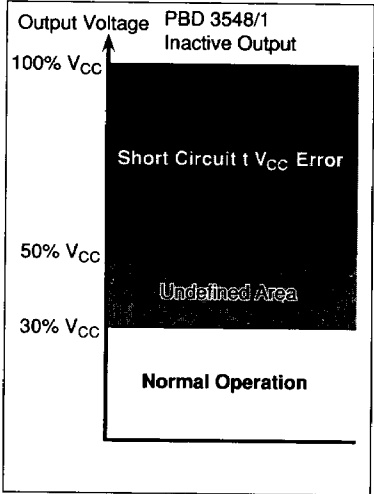 Output Voltage PBD 3548/1
Inactive Output
100% VCC
Short Circuit t VCC Error
50% VCC
Undefined Area
30% VCC
Normal Operation